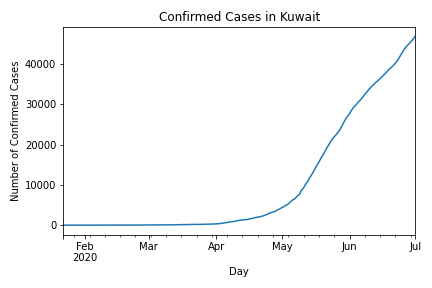 Confirmed Cases in Kuwait
Number of Confirmed Cases
40000
30000
20000
10000
0
Feb
2020
Mar
Apr
May
Jun
Jul
Day